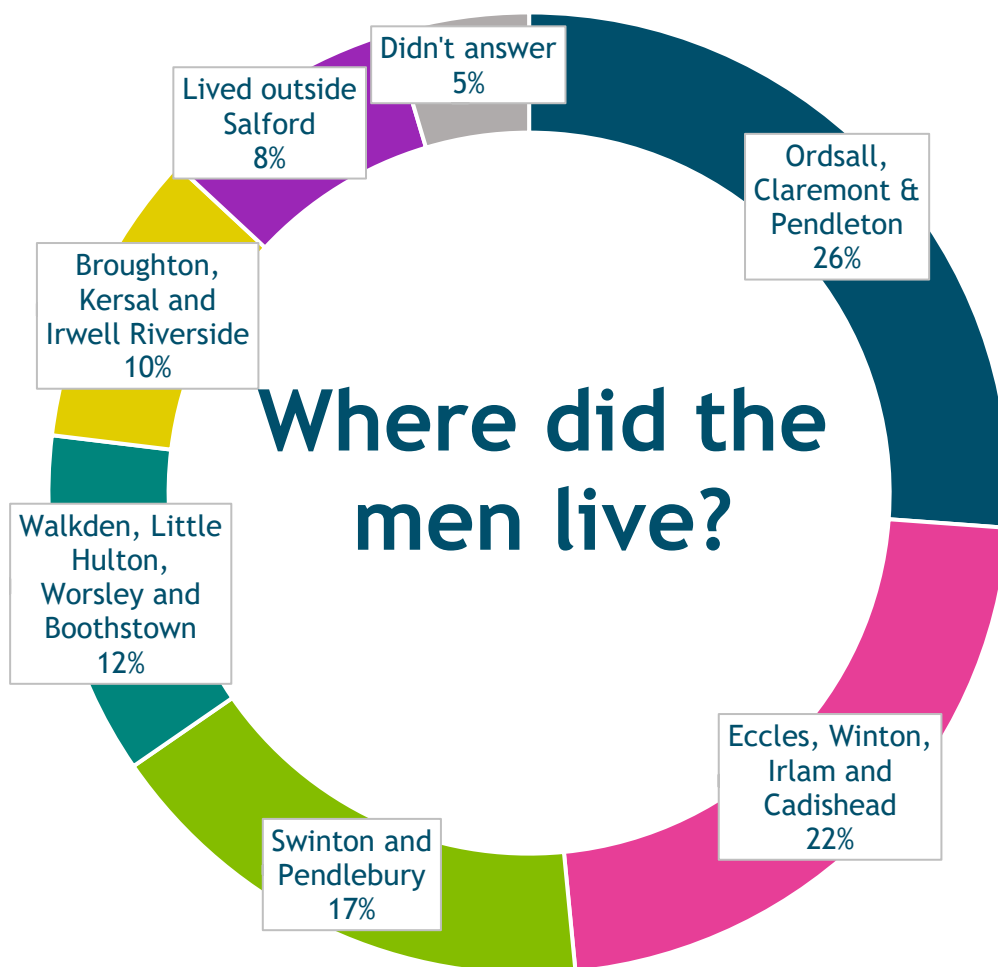 Where did the
men live?
Ordsall,
Claremont &
Pendleton
26%
Eccles, Winton,
Irlam and
Cadishead
22%
Swinton and
Pendlebury
17%
Walkden, Little
Hulton,
Worsley and
Boothstown
12%
Broughton,
Kersal and
Irwell Riverside
10%
Lived outside
Salford
8%
Didn't answer
5%